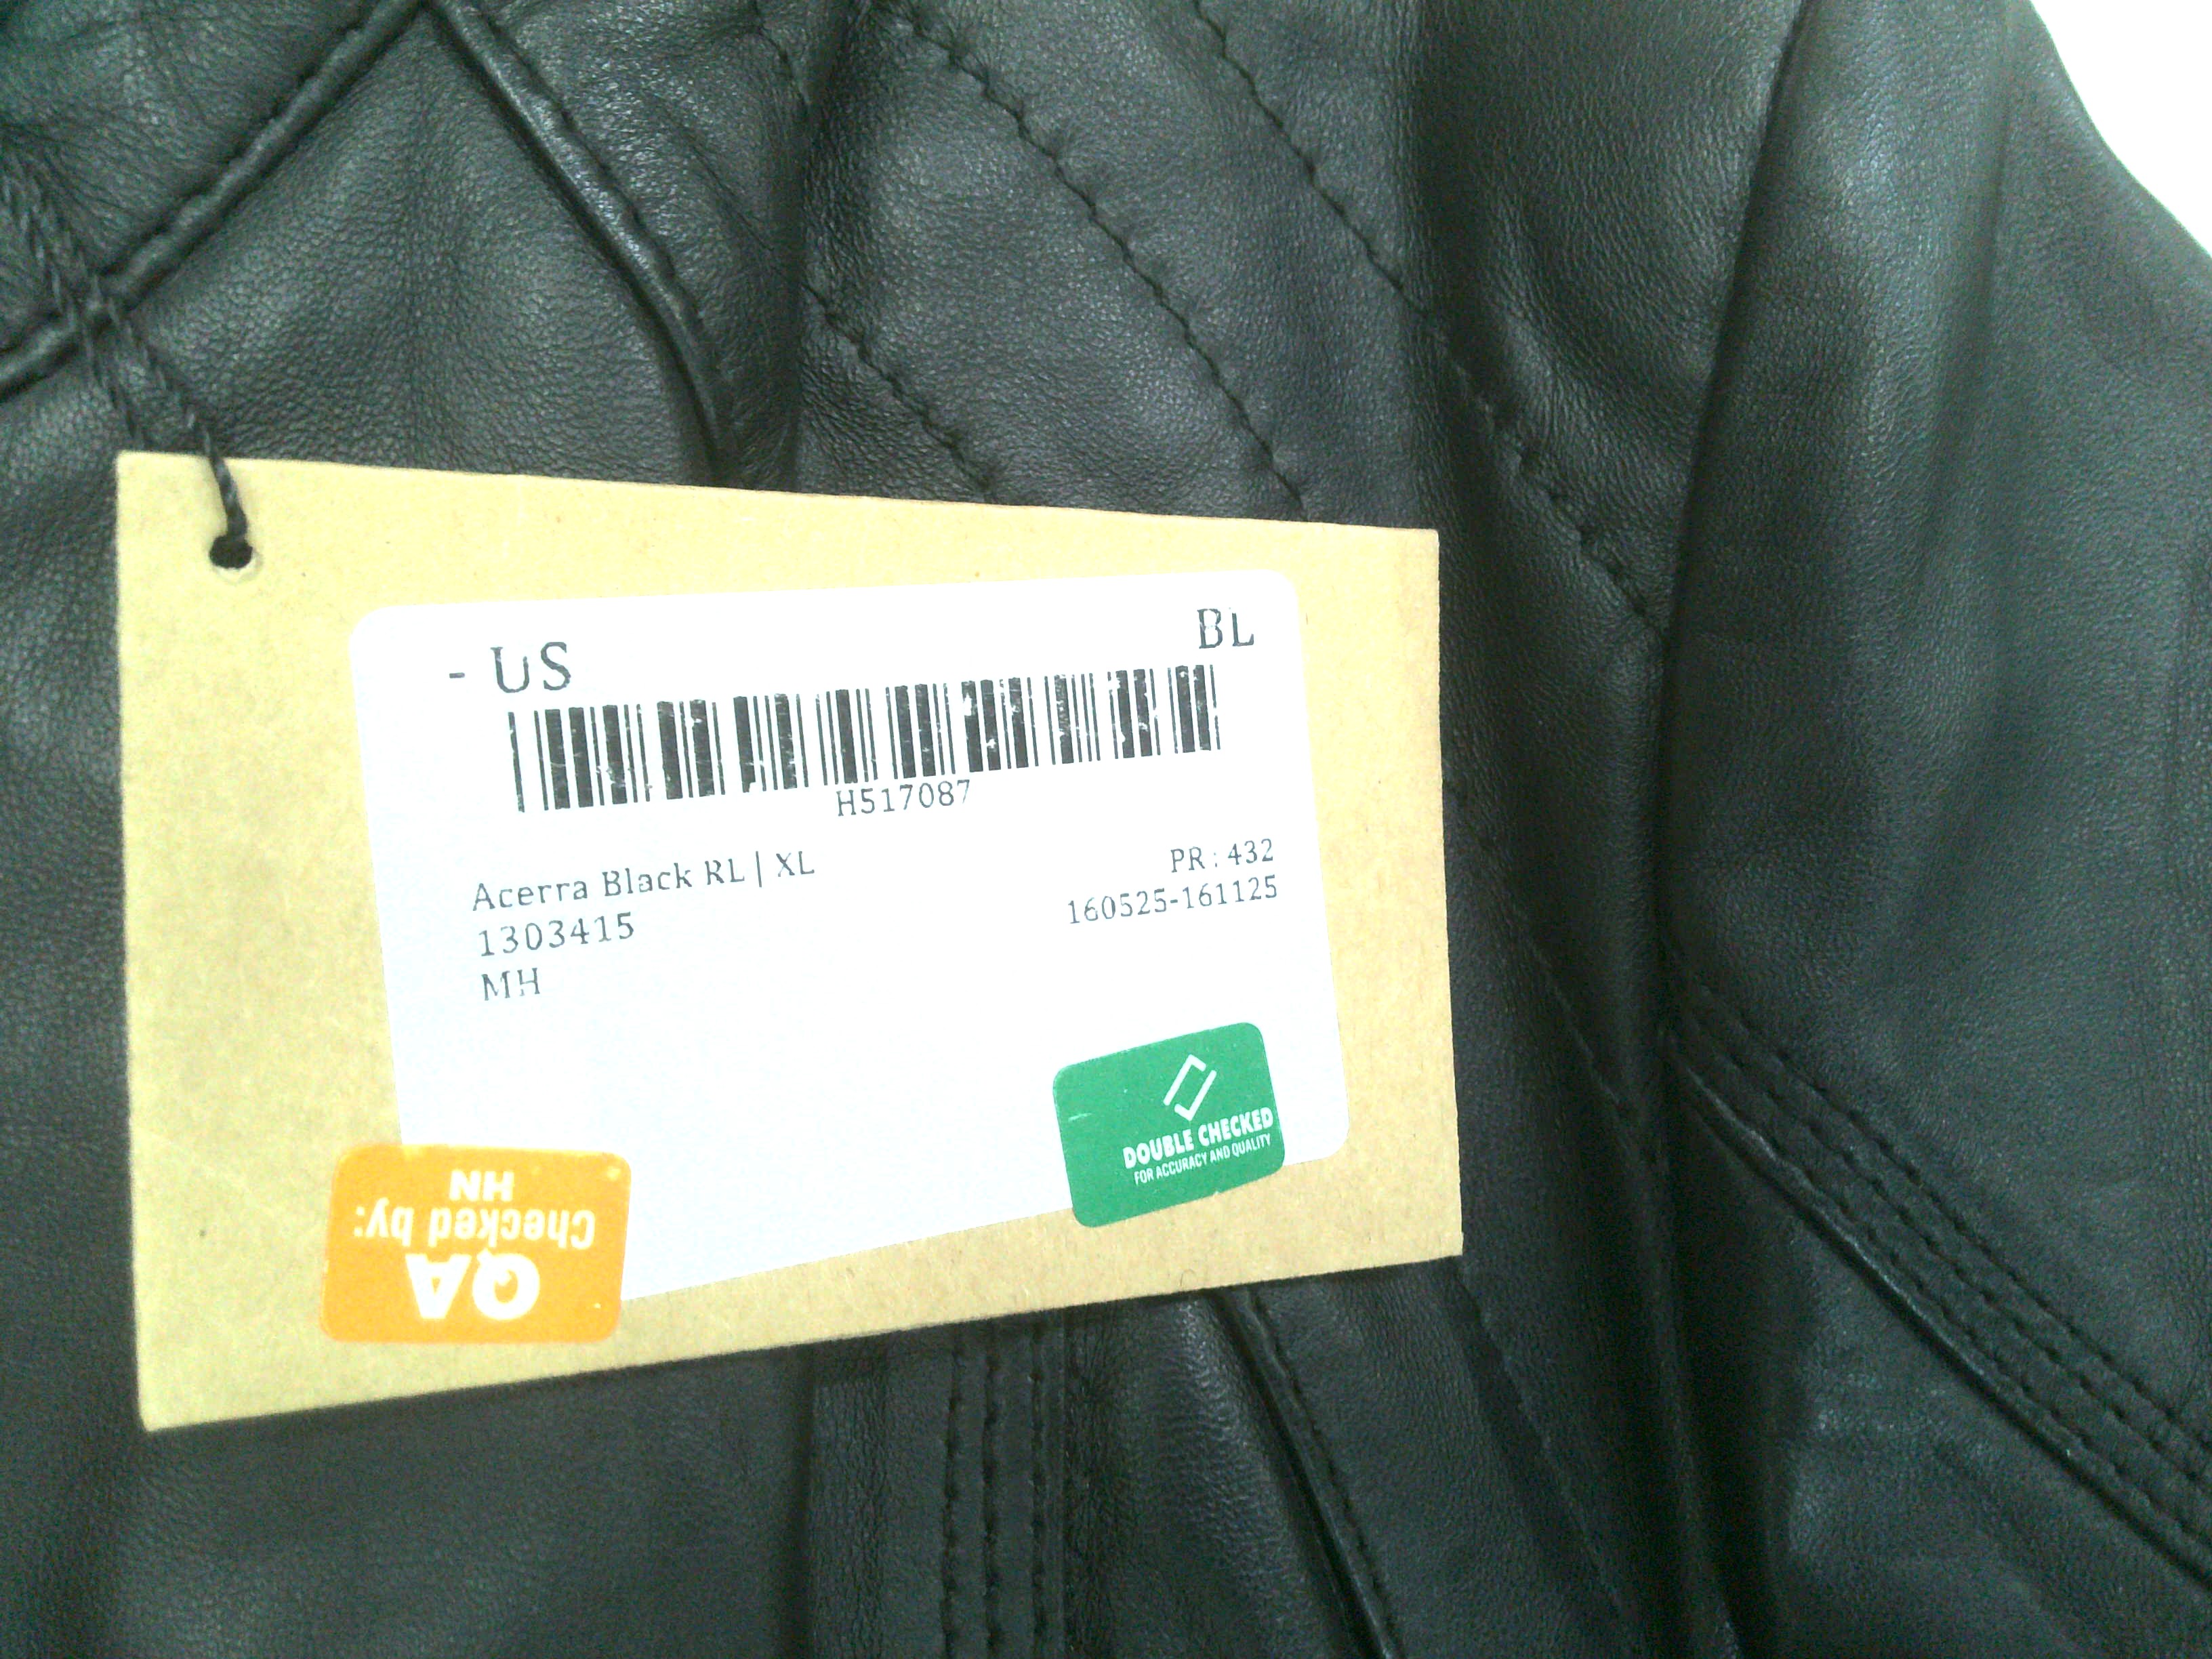 - US
BL
H517087
Acerra Black RL | XL
1303415
MH
PR : 432
160525-161125
DOUBLE CHECKED
FOR ACCURACY AND QUALITY
QA
Checked by:
HN